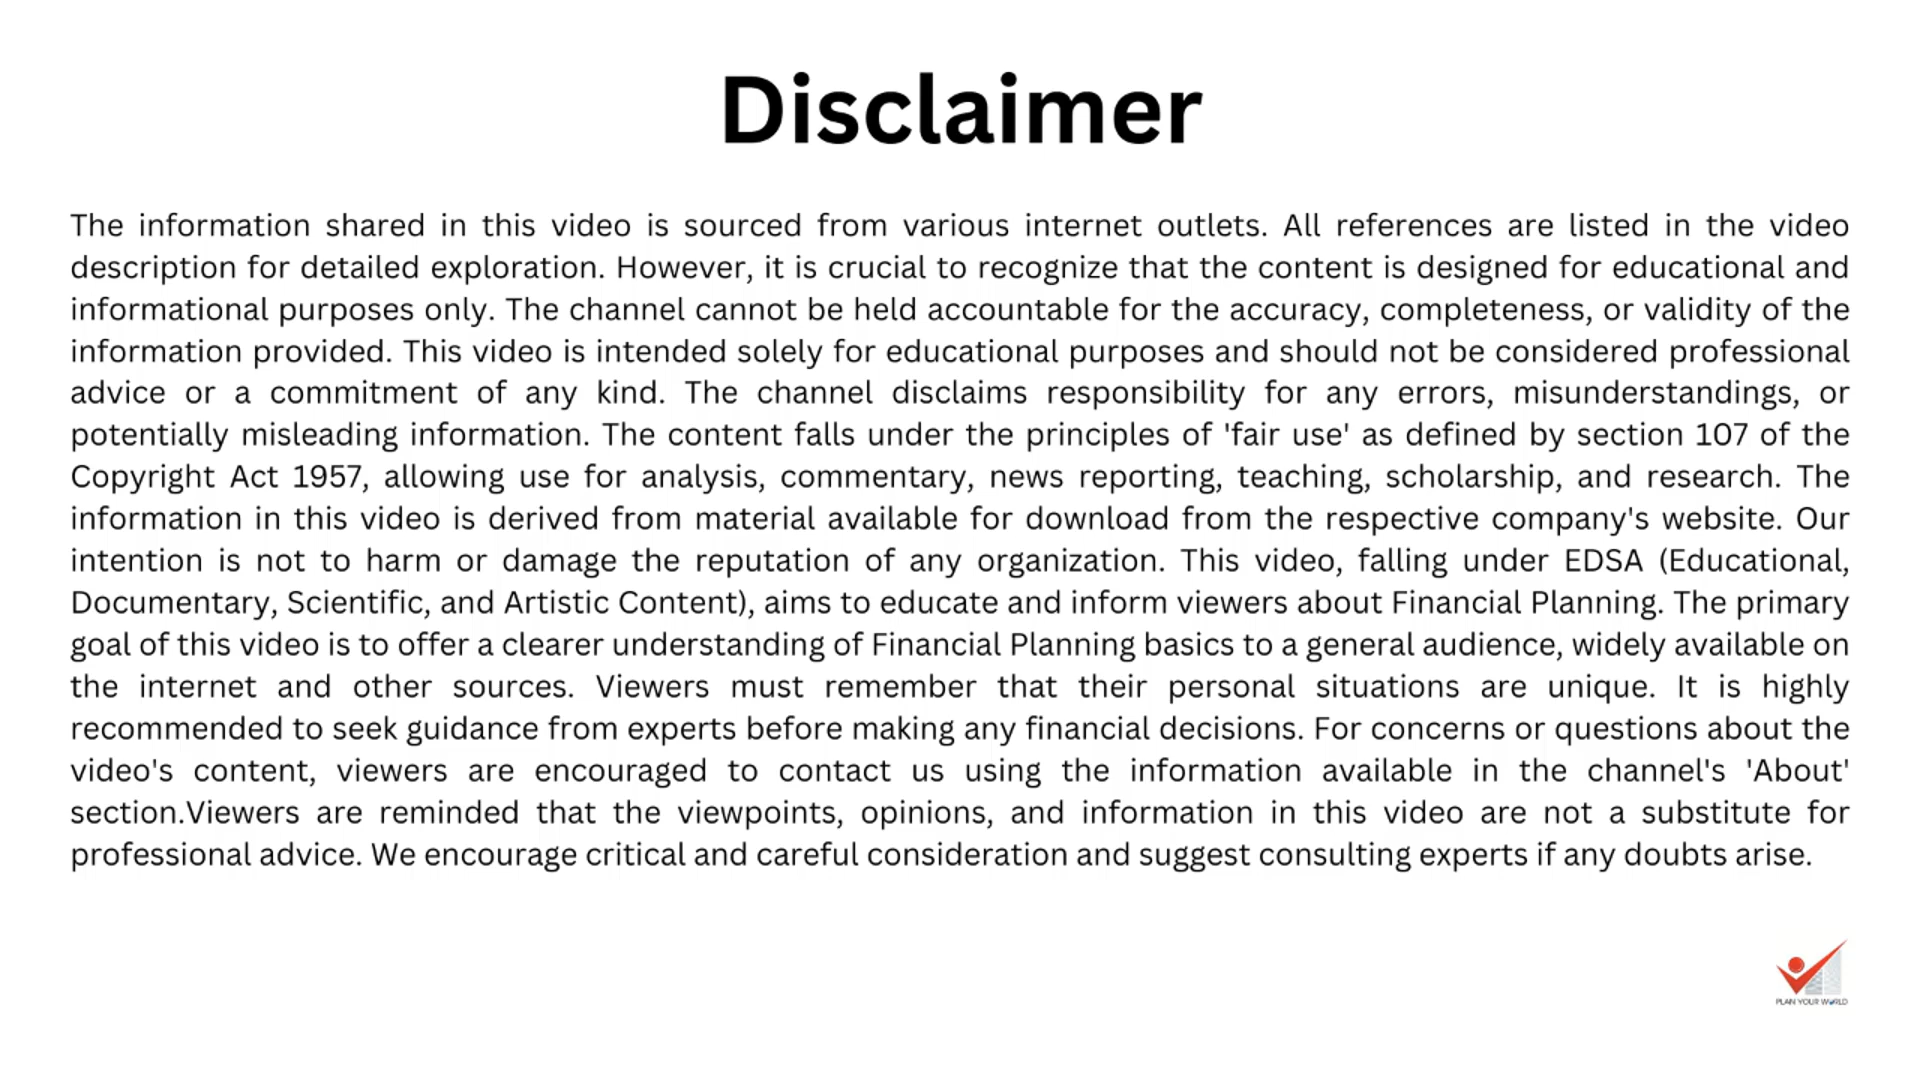 Disclaimer
The information shared in this video is sourced from various internet outlets. All references are listed in the video
description for detailed exploration. However, it is crucial to recognize that the content is designed for educational and
informational purposes only. The channel cannot be held accountable for the accuracy, completeness, or validity of the
information provided. This video is intended solely for educational purposes and should not be considered professional
advice or a commitment of any kind. The channel disclaims responsibility for any errors, misunderstandings, or
potentially misleading information. The content falls under the principles of 'fair use' as defined by section 107 of the
Copyright Act 1957, allowing use for analysis, commentary, news reporting, teaching, scholarship, and research. The
information in this video is derived from material available for download from the respective company's website. Our
intention is not to harm or damage the reputation of any organization. This video, falling under EDSA (Educational,
Documentary, Scientific, and Artistic Content), aims to educate and inform viewers about Financial Planning. The primary
goal of this video is to offer a clearer understanding of Financial Planning basics to a general audience, widely available on
the internet and other sources. Viewers must remember that their personal situations are unique. It is highly
recommended to seek guidance from experts before making any financial decisions. For concerns or questions about the
video's content, viewers are encouraged to contact us using the information available in the channel's 'About'
section.Viewers are reminded that the viewpoints, opinions, and information in this video are not a substitute for
professional advice. We encourage critical and careful consideration and suggest consulting experts if any doubts arise.
PLAN YOUR WORLD